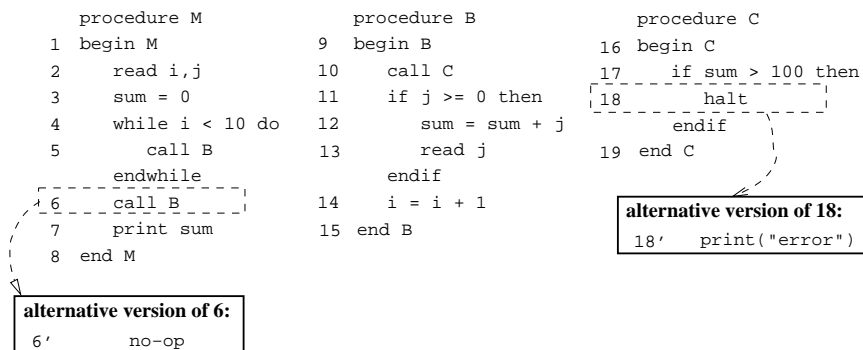 procedure M
1 begin M
2 read i,j
3 sum = 0
4 while i < 10 do
5 call B
endwhile
6 call B
7 print sum
8 end M
alternative version of 6:
6′ no-op
procedure B
9 begin B
10 call C
11 if j >= 0 then
12 sum = sum + j
13 read j
endif
14 i = i + 1
15 end B
procedure C
16 begin C
17 if sum > 100 then
18 halt
endif
19 end C
alternative version of 18:
18′ print("error")